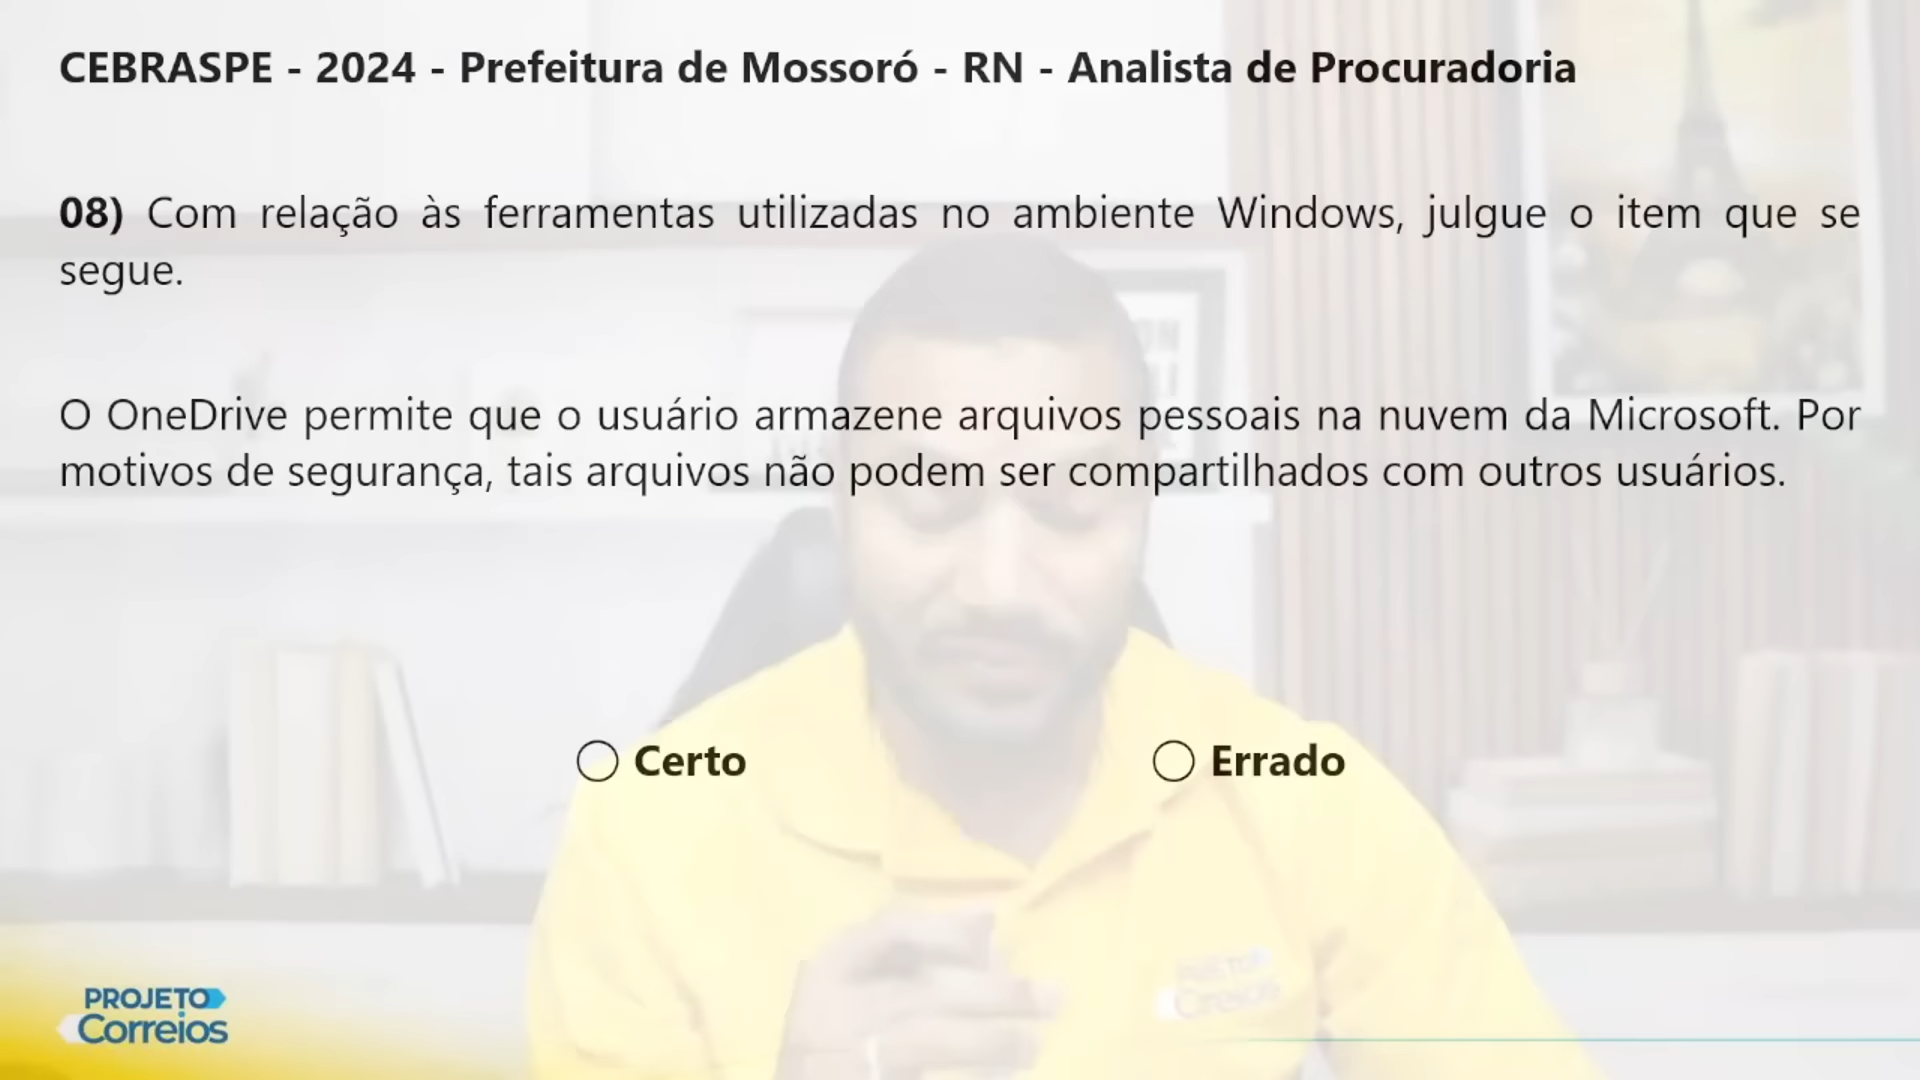 CEBRASPE - 2024 - Prefeitura de Mossoró - RN - Analista de Procuradoria
08) Com relação às ferramentas utilizadas no ambiente Windows, julgue o item que se
segue.
O OneDrive permite que o usuário armazene arquivos pessoais na nuvem da Microsoft. Por
motivos de segurança, tais arquivos não podem ser compartilhados com outros usuários.
Certo
Errado
PROJETO
Correios